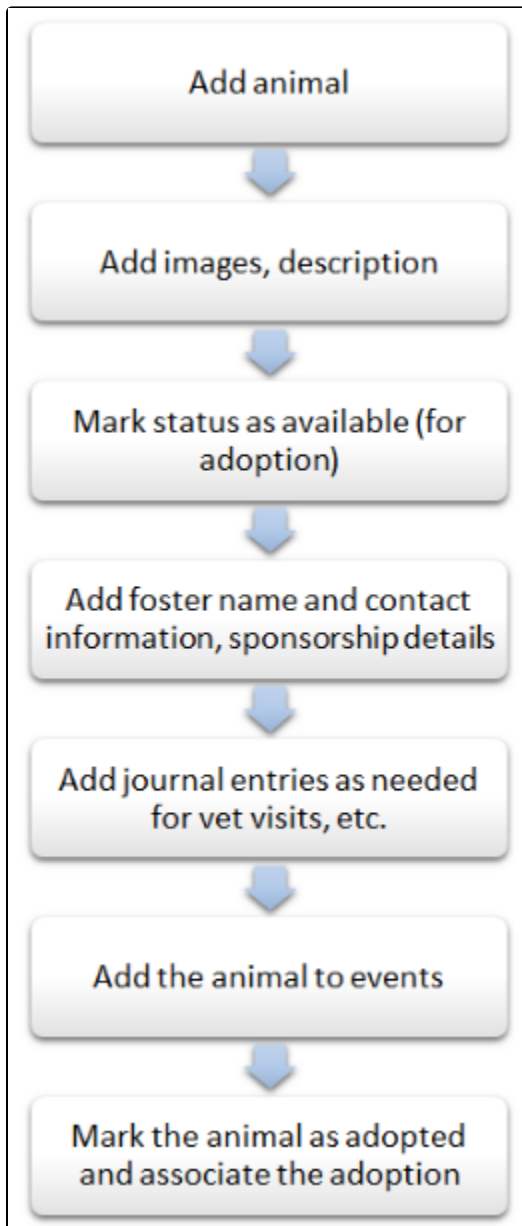 Add animal
Add images, description
Mark status as available (for
adoption)
Add foster name and contact
information, sponsorship details
Add journal entries as needed
for vet visits, etc.
Add the animal to events
Mark the animal as adopted
and associate the adoption